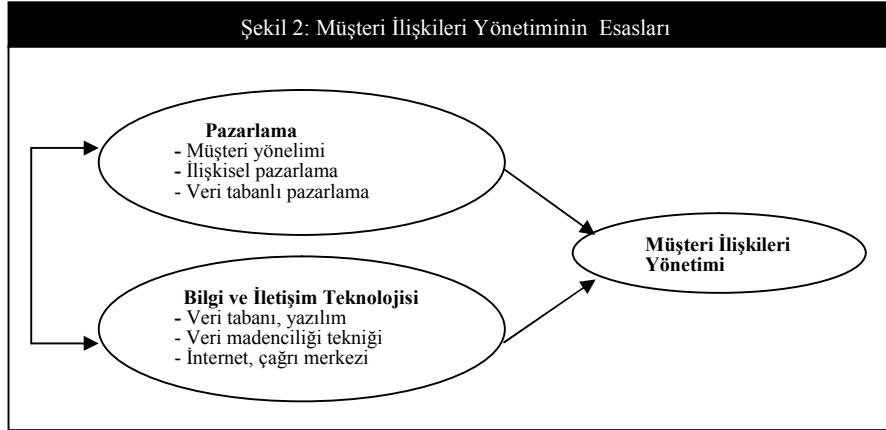 Şekil 2: Müşteri İlişkileri Yönetiminin Esasları
Pazarlama
- Müşteri yönelimi
- İlişkisel pazarlama
- Veri tabanlı pazarlama
Bilgi ve İletişim Teknolojisi
- Veri tabanı, yazılım
- Veri madenciliği tekniği
- İnternet, çağrı merkezi
Müşteri İlişkileri
Yönetimi